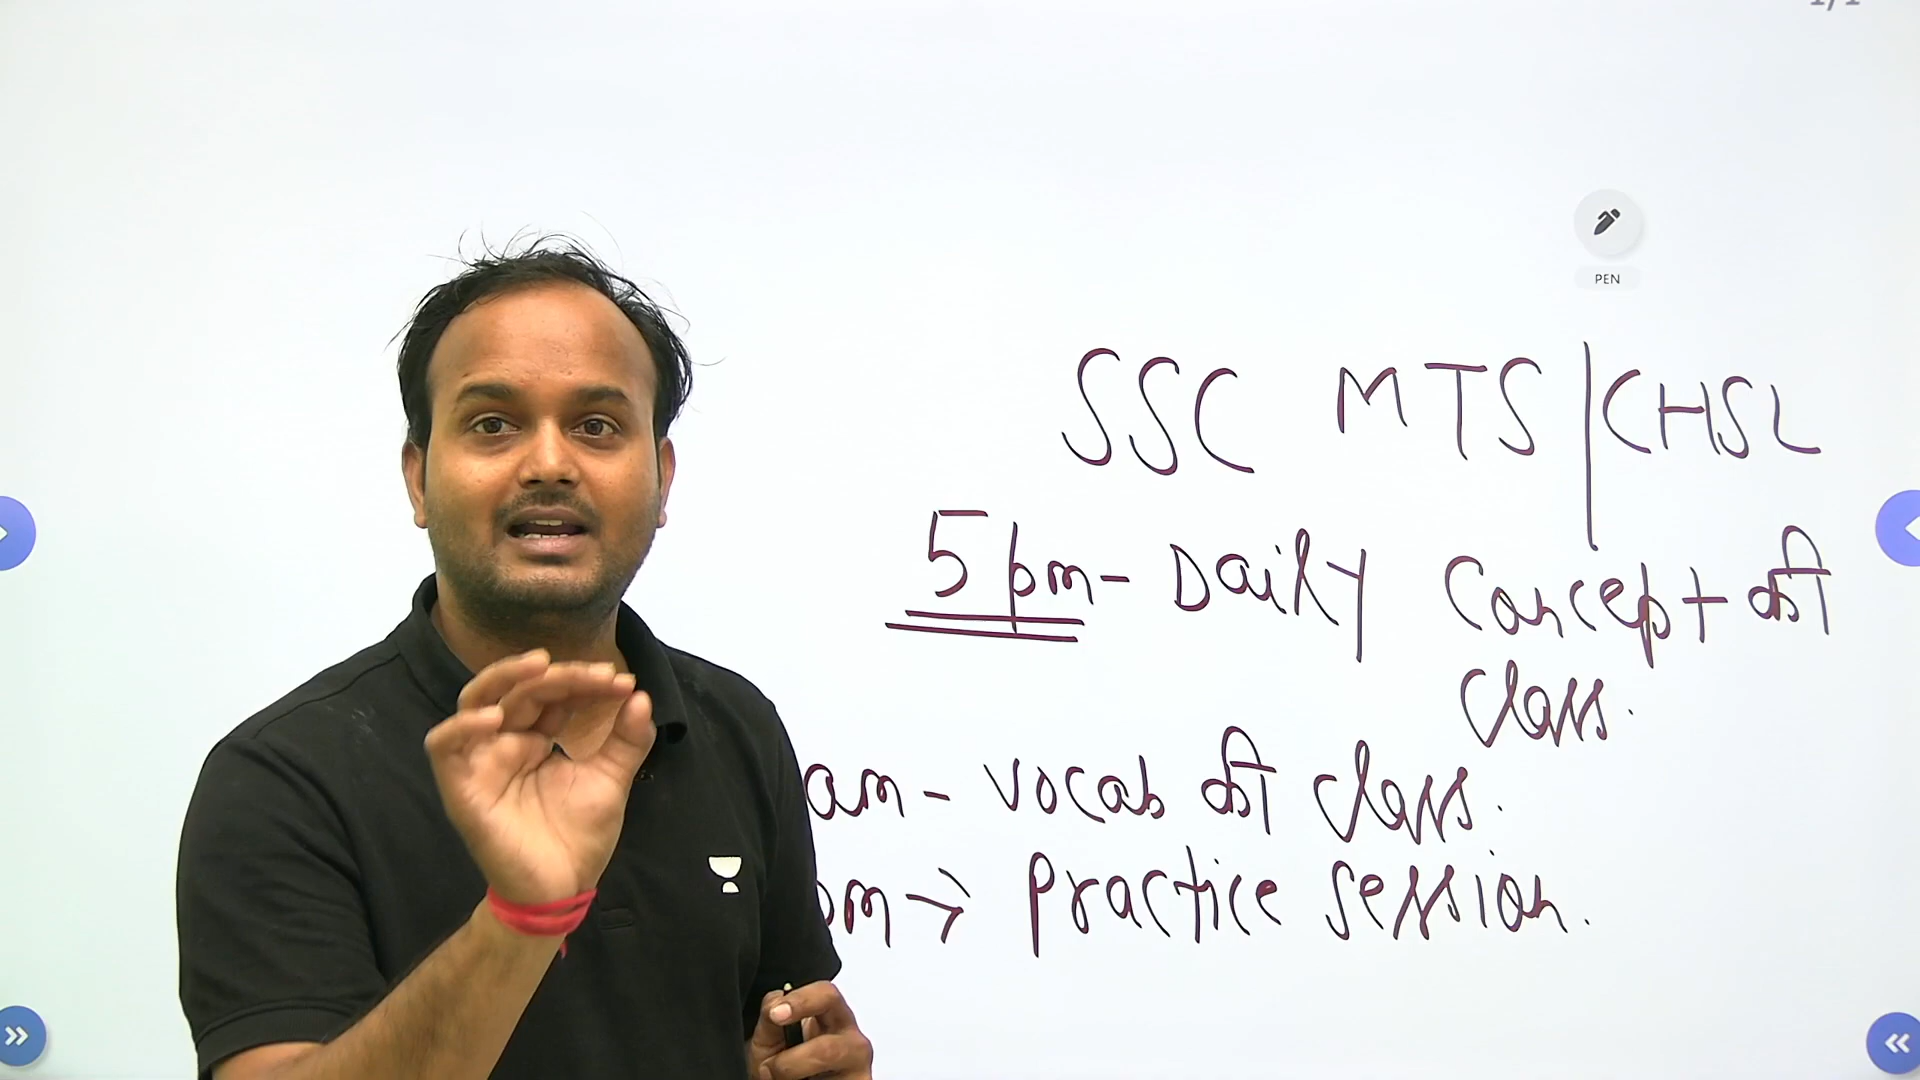 PEN
SSC MTS | CHSL
5 pm - Daily Concept की
class.
am - vocab की class.
pm → Practice session.